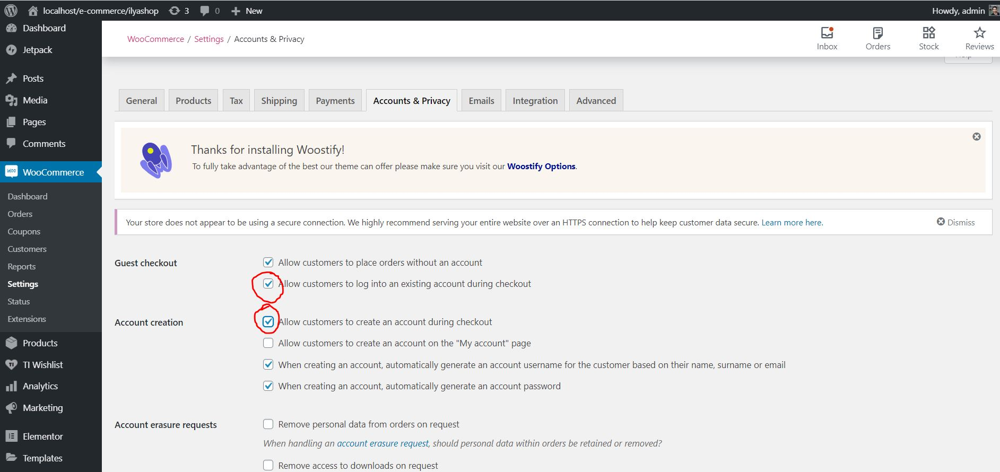 localhost/e-commerce/ilyashop 3 0 New Howdy, admin
Dashboard
Jetpack
Posts
Media
Pages
Comments
WooCommerce
Dashboard
Orders
Coupons
Customers
Reports
Settings
Status
Extensions
Products
TI Wishlist
Analytics
Marketing
Elementor
Templates
WooCommerce / Settings / Accounts & Privacy
Inbox Orders Stock Reviews
General Products Tax Shipping Payments Accounts & Privacy Emails Integration Advanced
Thanks for installing Woostify!
To fully take advantage of the best our theme can offer please make sure you visit our Woostify Options.
Your store does not appear to be using a secure connection. We highly recommend serving your entire website over an HTTPS connection to help keep customer data secure. Learn more here. Dismiss
Guest checkout
Allow customers to place orders without an account
Allow customers to log into an existing account during checkout
Account creation
Allow customers to create an account during checkout
Allow customers to create an account on the "My account" page
When creating an account, automatically generate an account username for the customer based on their name, surname or email
When creating an account, automatically generate an account password
Account erasure requests
Remove personal data from orders on request
When handling an account erasure request, should personal data within orders be retained or removed?
Remove access to downloads on request